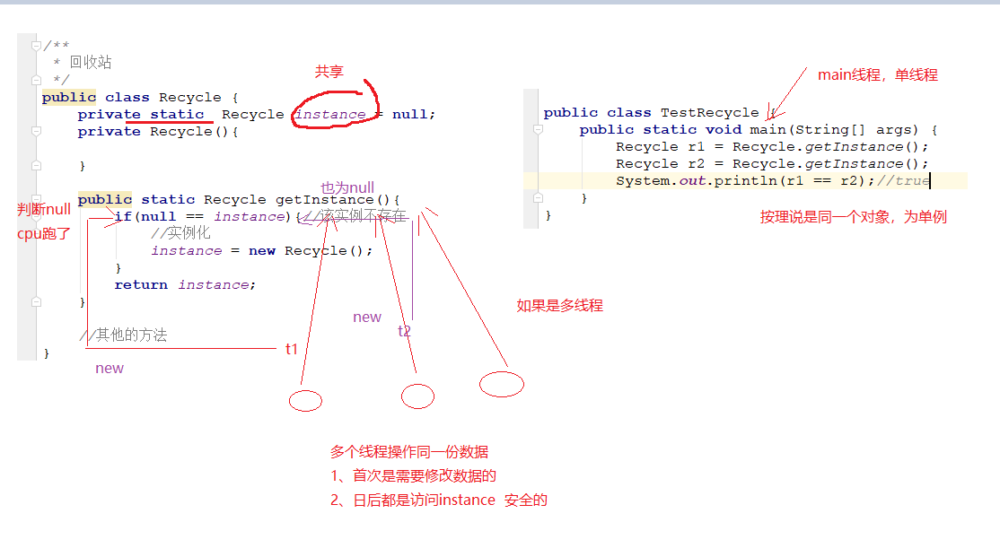 /**
* 回收站
*/
public class Recycle {
private static Recycle instance = null;
private Recycle(){
}
public static Recycle getInstance(){
if(null == instance){//该实例不存在
//实例化
instance = new Recycle();
}
return instance;
}
//其他的方法
}
共享
也为null
判断null
cpu跑了
new
t2
t1
new
main线程，单线程
public class TestRecycle {
public static void main(String[] args) {
Recycle r1 = Recycle.getInstance();
Recycle r2 = Recycle.getInstance();
System.out.println(r1 == r2);//true
}
}
按理说是同一个对象，为单例
如果是多线程
多个线程操作同一份数据
1、首次是需要修改数据的
2、日后都是访问instance 安全的